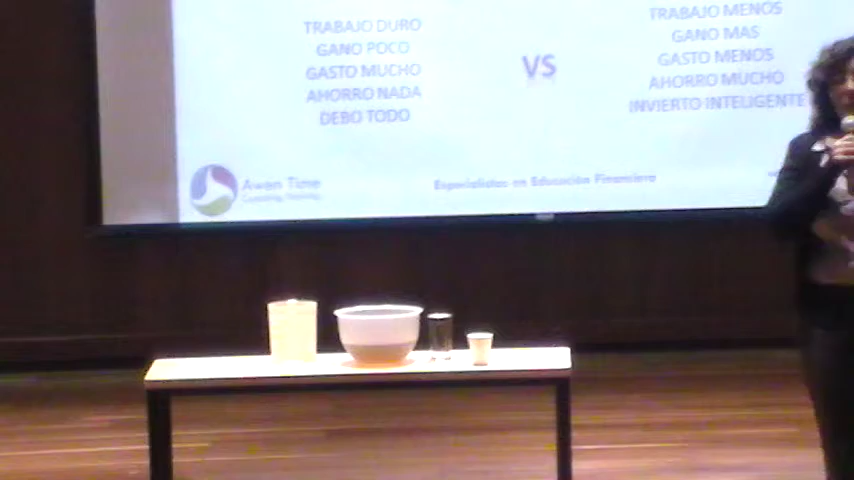 TRABAJO DURO
GANO POCO
GASTO MUCHO
AHORRO NADA
DEBO TODO
VS
TRABAJO MENOS
GANO MAS
GASTO MENOS
AHORRO MUCHO
INVIERTO INTELIGENTE
Awen Time
Especialistas en Educación Financiera